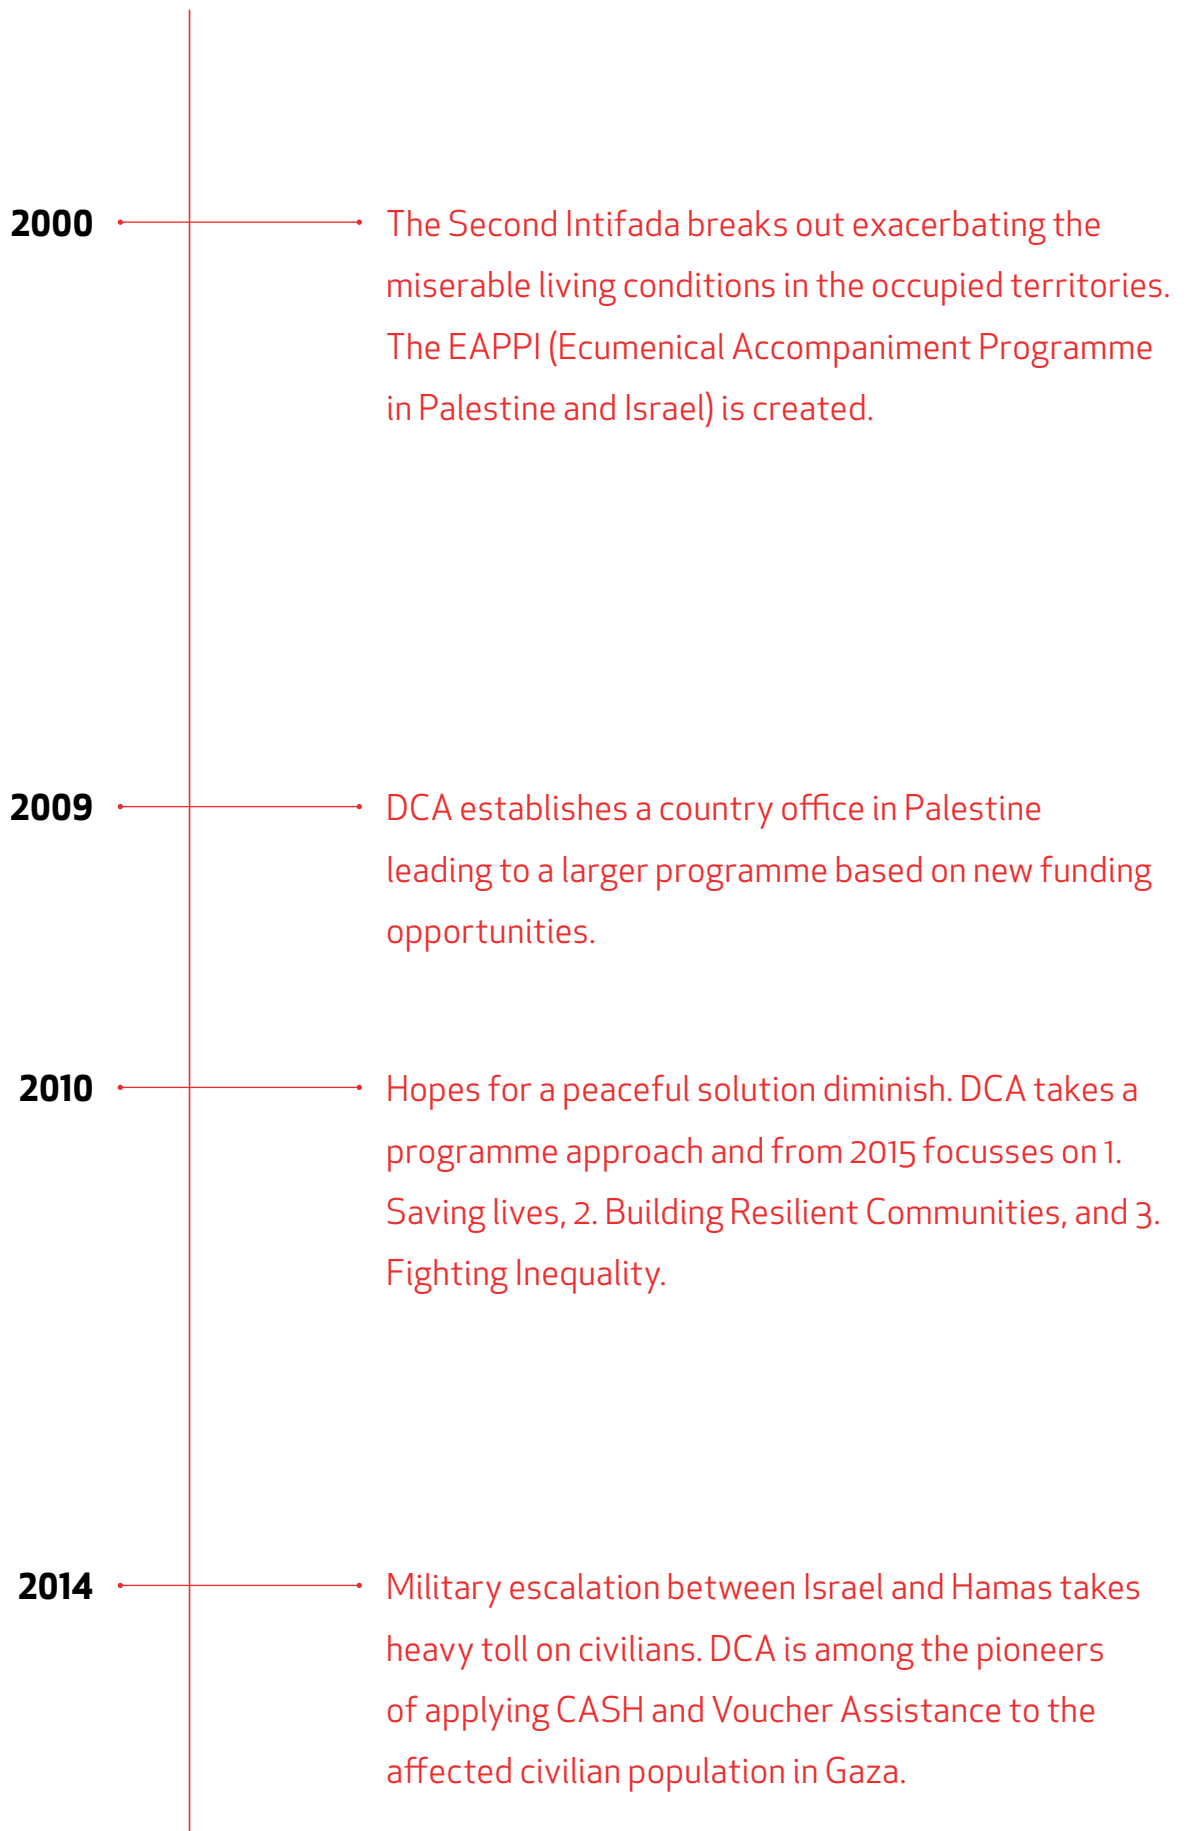 2000
The Second Intifada breaks out exacerbating the
miserable living conditions in the occupied territories.
The EAPPI (Ecumenical Accompaniment Programme
in Palestine and Israel) is created.
2009
DCA establishes a country office in Palestine
leading to a larger programme based on new funding
opportunities.
2010
Hopes for a peaceful solution diminish. DCA takes a
programme approach and from 2015 focusses on 1.
Saving lives, 2. Building Resilient Communities, and 3.
Fighting Inequality.
2014
Military escalation between Israel and Hamas takes
heavy toll on civilians. DCA is among the pioneers
of applying CASH and Voucher Assistance to the
affected civilian population in Gaza.